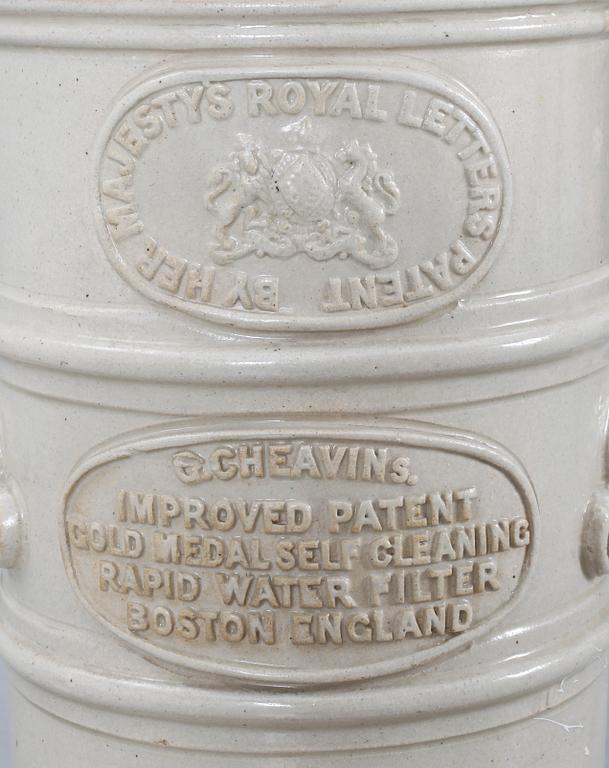 BY HER MAJESTYS ROYAL LETTERS PATENT
G. CHEAVINS.
IMPROVED PATENT
GOLD MEDAL SELF CLEANING
RAPID WATER FILTER
BOSTON ENGLAND